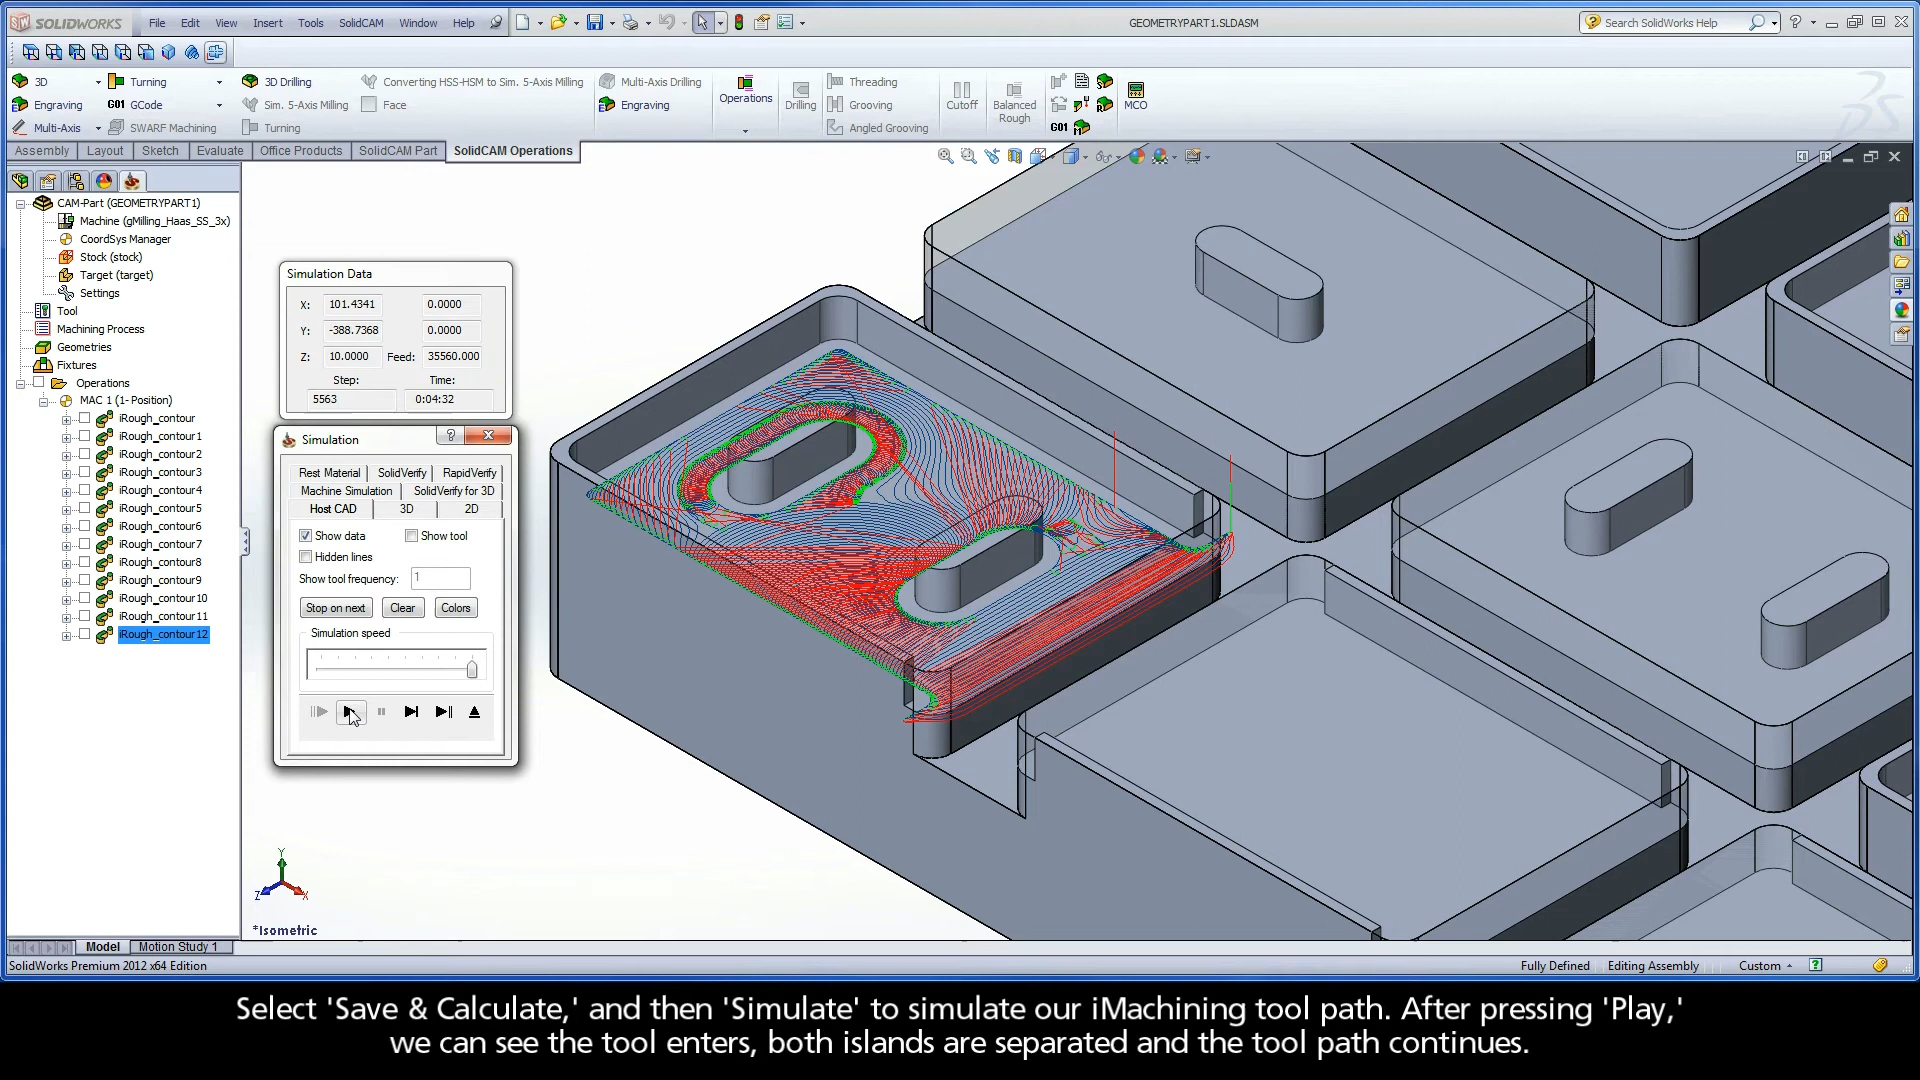 SOLIDWORKS File Edit View Insert Tools SolidCAM Window Help GEOMETRYPART1.SLDASM Search SolidWorks Help
3D Turning 3D Drilling Converting HSS-HSM to Sim. 5-Axis Milling Multi-Axis Drilling Threading
Engraving G01 GCode Sim. 5-Axis Milling Face Engraving Operations Drilling Grooving Cutoff Balanced Rough MCO
Multi-Axis SWARF Machining Turning Angled Grooving G01
Assembly Layout Sketch Evaluate Office Products SolidCAM Part SolidCAM Operations
CAM-Part (GEOMETRYPART1)
Machine (gMilling_Haas_SS_3x)
CoordSys Manager
Stock (stock)
Target (target)
Settings
Tool
Machining Process
Geometries
Fixtures
Operations
MAC 1 (1- Position)
iRough_contour
iRough_contour1
iRough_contour2
iRough_contour3
iRough_contour4
iRough_contour5
iRough_contour6
iRough_contour7
iRough_contour8
iRough_contour9
iRough_contour10
iRough_contour11
iRough_contour12
Simulation Data
X: 101.4341 0.0000
Y: -388.7368 0.0000
Z: 10.0000 Feed: 35560.000
Step: Time:
5563 0:04:32
Simulation
Rest Material SolidVerify RapidVerify
Machine Simulation SolidVerify for 3D
Host CAD 3D 2D
Show data Show tool
Hidden lines
Show tool frequency: 1
Stop on next Clear Colors
Simulation speed
Y
Z X
*Isometric
Model Motion Study 1
SolidWorks Premium 2012 x64 Edition Fully Defined Editing Assembly Custom
Select 'Save & Calculate,' and then 'Simulate' to simulate our iMachining tool path. After pressing 'Play,'
we can see the tool enters, both islands are separated and the tool path continues.